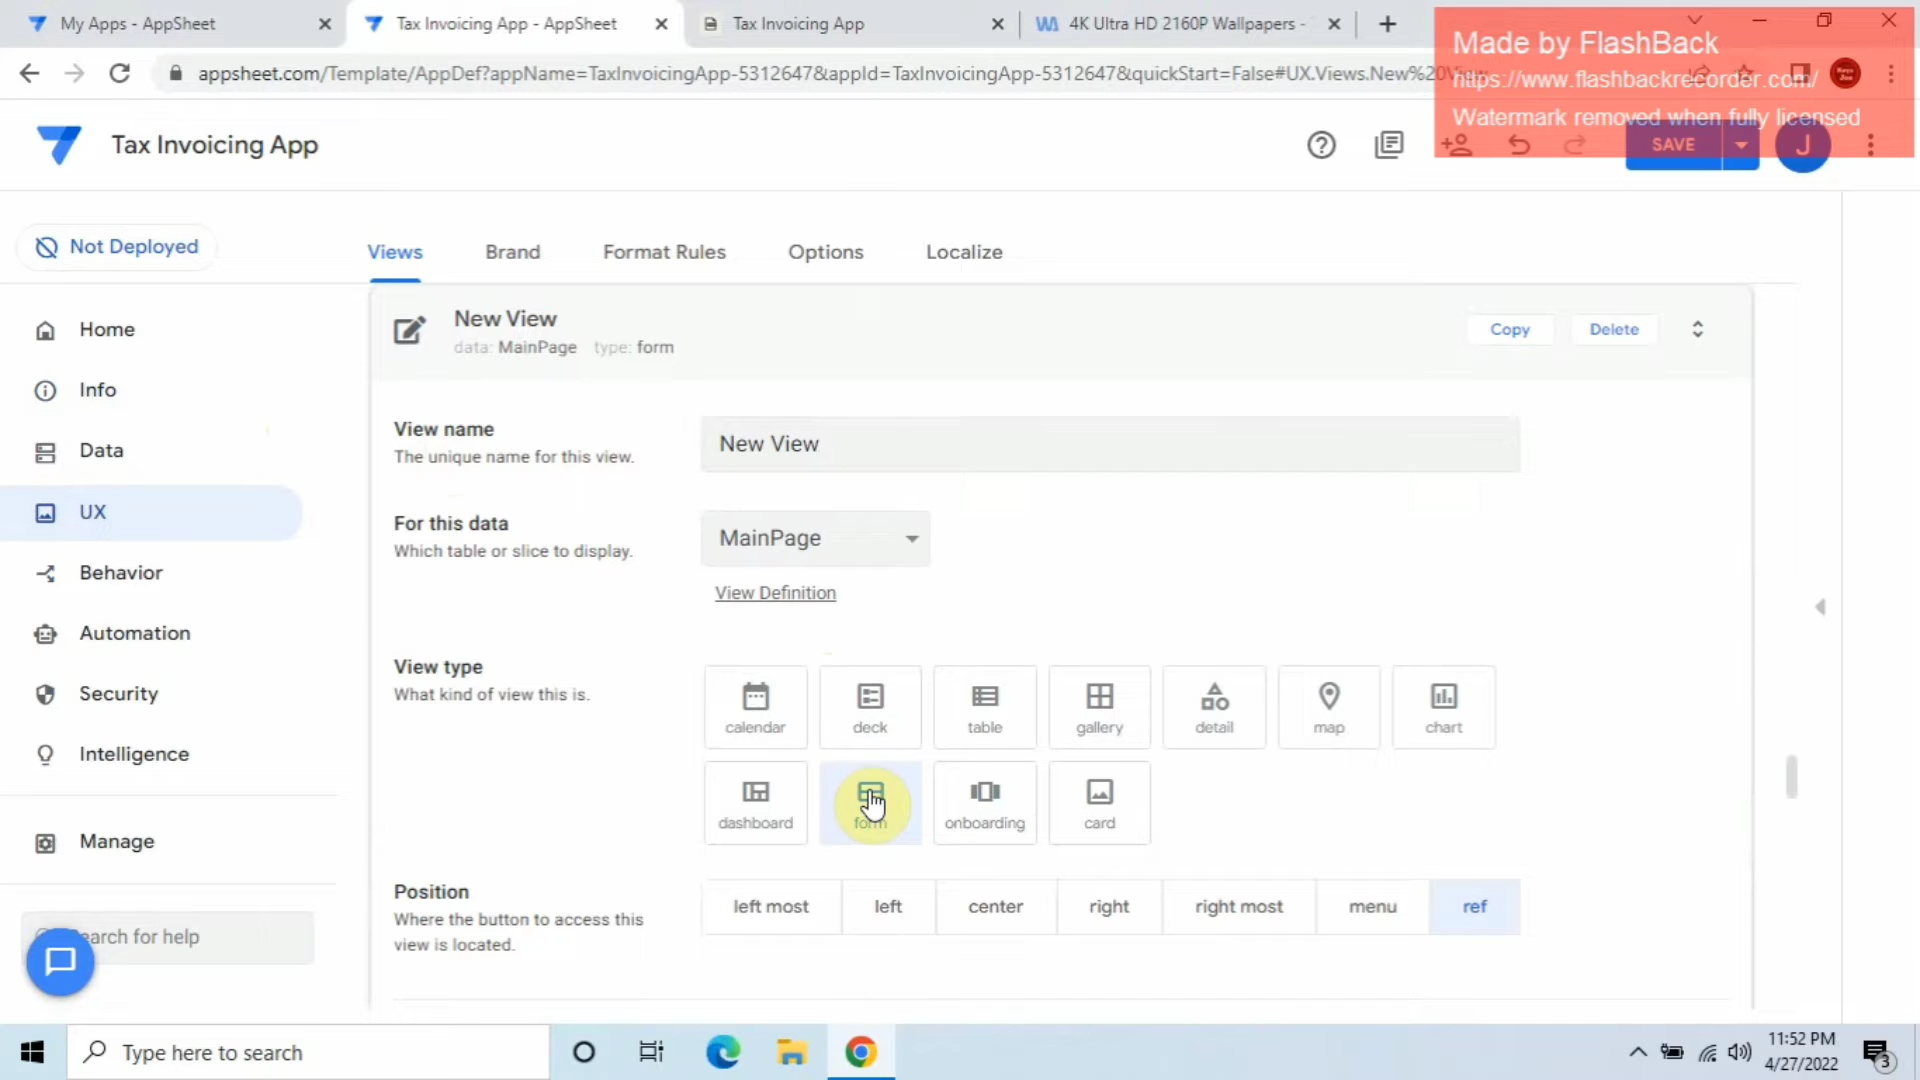 My Apps - AppSheet
Tax Invoicing App - AppSheet
Tax Invoicing App
4K Ultra HD 2160P Wallpapers -
Made by FlashBack
https://www.flashbackrecorder.com/
Watermark removed when fully licensed
appsheet.com/Template/AppDef?appName=TaxInvoicingApp-5312647&appId=TaxInvoicingApp-5312647&quickStart=False#UX.Views.New%20View
Tax Invoicing App
SAVE
J
Not Deployed
Views Brand Format Rules Options Localize
Home
Info
Data
UX
Behavior
Automation
Security
Intelligence
Manage
Search for help
New View
data: MainPage type: form
Copy
Delete
View name
The unique name for this view.
New View
For this data
Which table or slice to display.
MainPage
View Definition
View type
What kind of view this is.
calendar deck table gallery detail map chart
dashboard form onboarding card
Position
Where the button to access this
view is located.
left most left center right right most menu ref
Type here to search
11:52 PM
4/27/2022
3